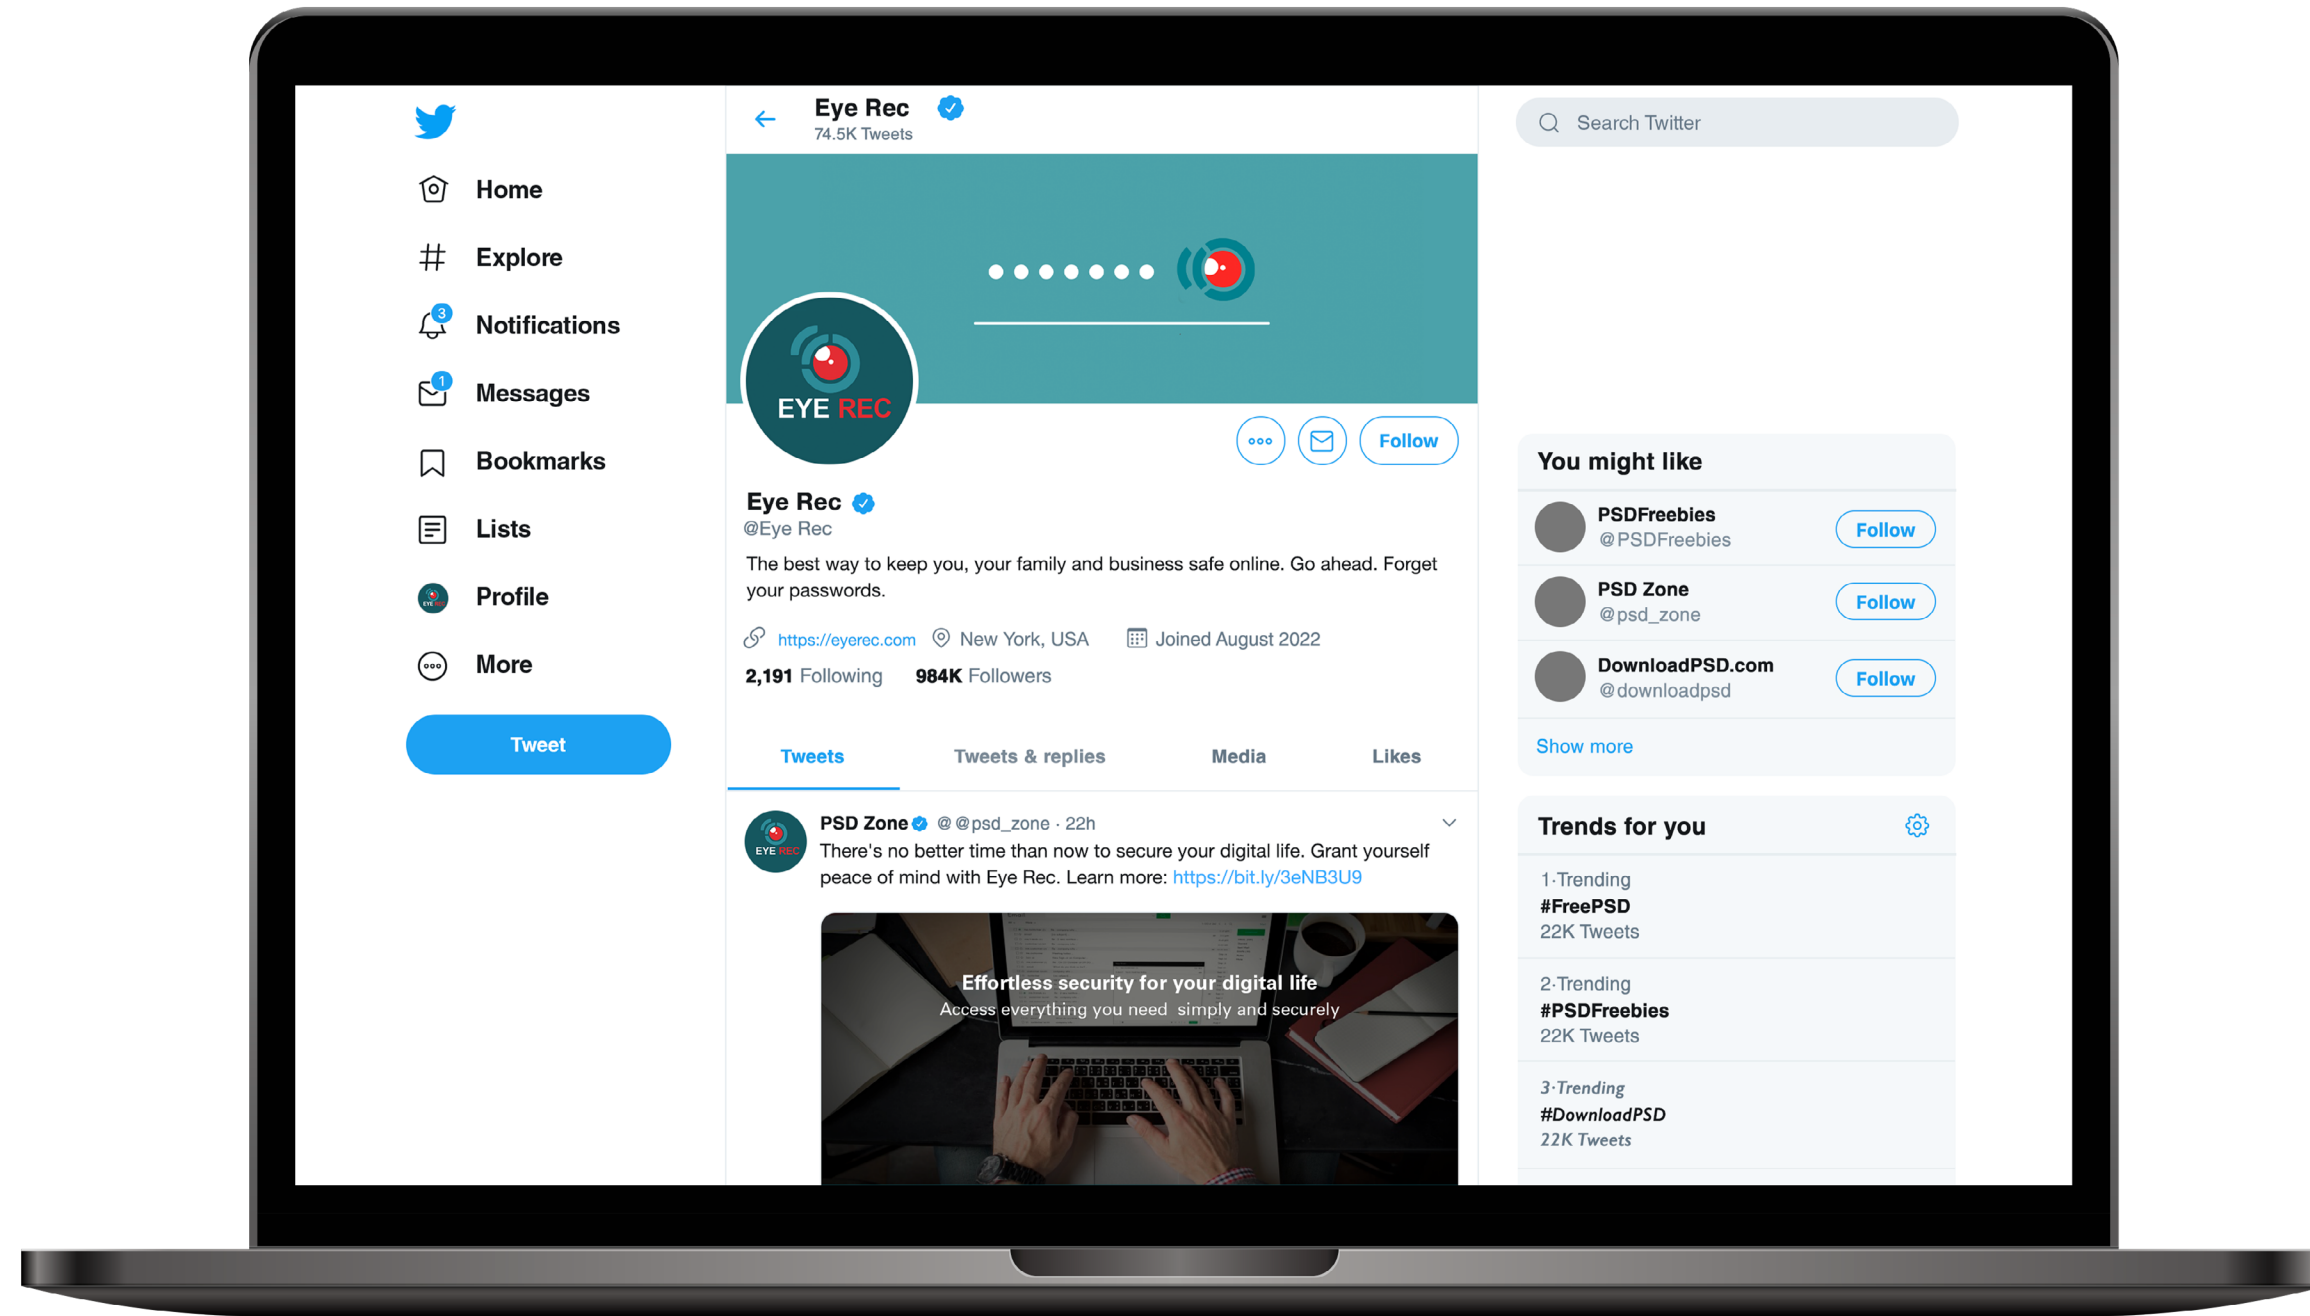 Home
Explore
3
Notifications
1
Messages
Bookmarks
Lists
Profile
More
Tweet
Eye Rec
74.5K Tweets
EYE REC
Follow
Eye Rec
@Eye Rec
The best way to keep you, your family and business safe online. Go ahead. Forget
your passwords.
https://eyerec.com New York, USA Joined August 2022
2,191 Following 984K Followers
Tweets Tweets & replies Media Likes
EYE REC
PSD Zone @ @psd_zone · 22h
There's no better time than now to secure your digital life. Grant yourself
peace of mind with Eye Rec. Learn more: https://bit.ly/3eNB3U9
Effortless security for your digital life
Access everything you need simply and securely
Search Twitter
You might like
PSDFreebies
@PSDFreebies
Follow
PSD Zone
@psd_zone
Follow
DownloadPSD.com
@downloadpsd
Follow
Show more
Trends for you
1·Trending
#FreePSD
22K Tweets
2·Trending
#PSDFreebies
22K Tweets
3·Trending
#DownloadPSD
22K Tweets